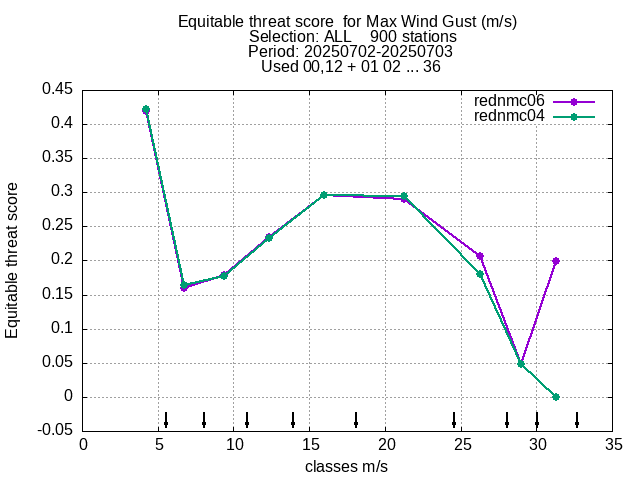 Equitable threat score  for Max Wind Gust (m/s)
Selection: ALL    900 stations
Period: 20250702-20250703
Used 00,12 + 01 02 ... 36
rednmc06
rednmc04
0.45
0.4
0.35
0.3
0.25
0.2
0.15
0.1
0.05
0
-0.05
Equitable threat score
0 5 10 15 20 25 30 35
classes m/s